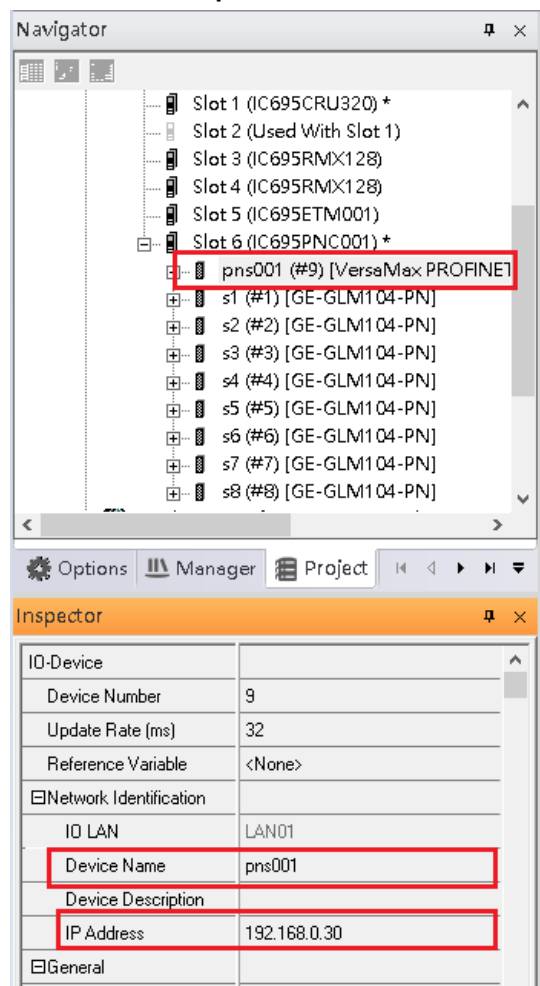 Navigator
Slot 1 (IC695CRU320) *
Slot 2 (Used With Slot 1)
Slot 3 (IC695RMX128)
Slot 4 (IC695RMX128)
Slot 5 (IC695ETM001)
Slot 6 (IC695PNC001) *
pns001 (#9) [VersaMax PROFINET
s1 (#1) [GE-GLM104-PN]
s2 (#2) [GE-GLM104-PN]
s3 (#3) [GE-GLM104-PN]
s4 (#4) [GE-GLM104-PN]
s5 (#5) [GE-GLM104-PN]
s6 (#6) [GE-GLM104-PN]
s7 (#7) [GE-GLM104-PN]
s8 (#8) [GE-GLM104-PN]
Options Manager Project
Inspector
IO-Device
Device Number 9
Update Rate (ms) 32
Reference Variable <None>
Network Identification
IO LAN LAN01
Device Name pns001
Device Description
IP Address 192.168.0.30
General